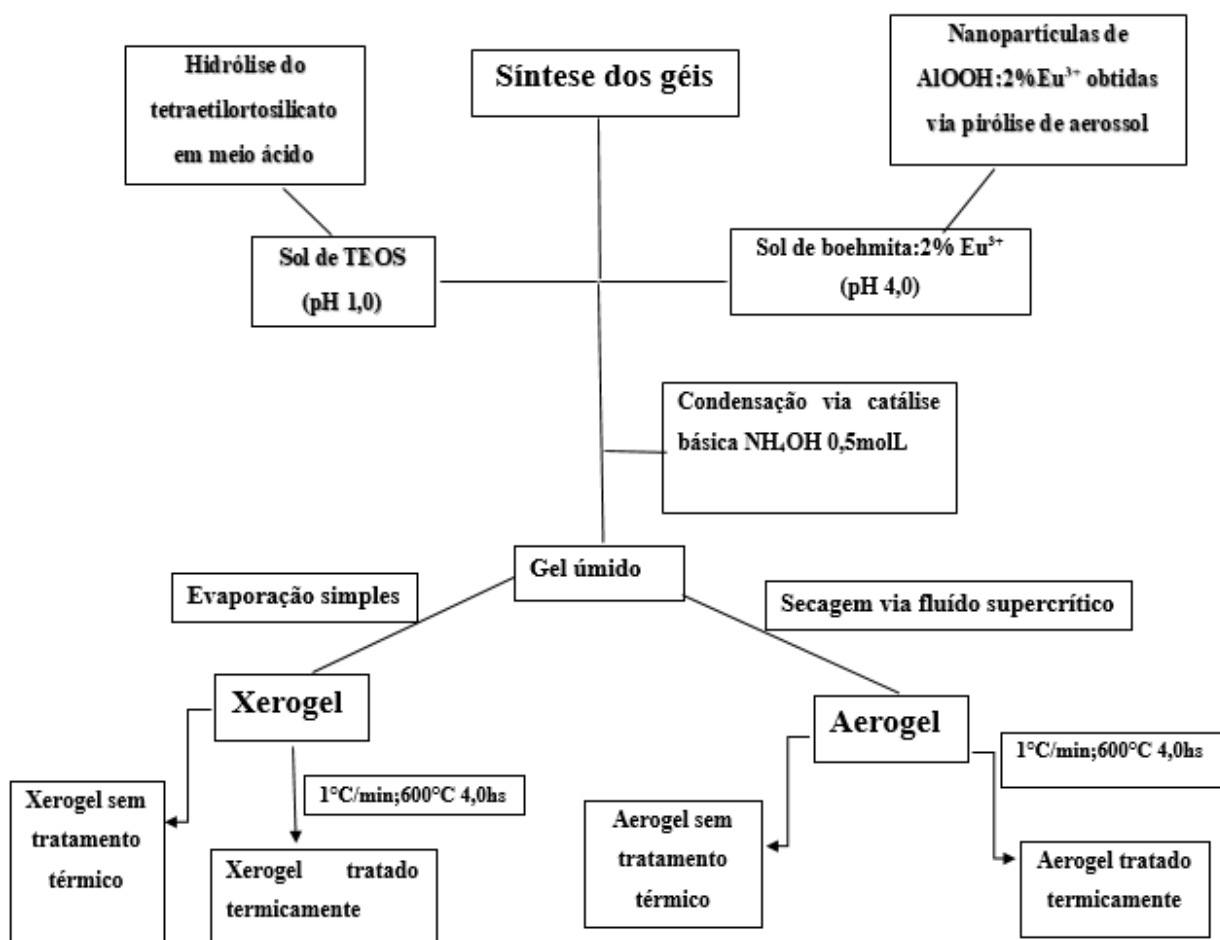 Hidrólise do
tetraetilortosilicato
em meio ácido
Síntese dos géis
Nanopartículas de
AlOOH:2%Eu³⁺ obtidas
via pirólise de aerossol
Sol de TEOS
(pH 1,0)
Sol de boehmita:2% Eu³⁺
(pH 4,0)
Condensação via catálise
básica NH₄OH 0,5molL
Gel úmido
Evaporação simples
Secagem via fluído supercrítico
Xerogel
Aerogel
1°C/min;600°C 4,0hs
1°C/min;600°C 4,0hs
Xerogel sem
tratamento
térmico
Xerogel tratado
termicamente
Aerogel sem
tratamento
térmico
Aerogel tratado
termicamente